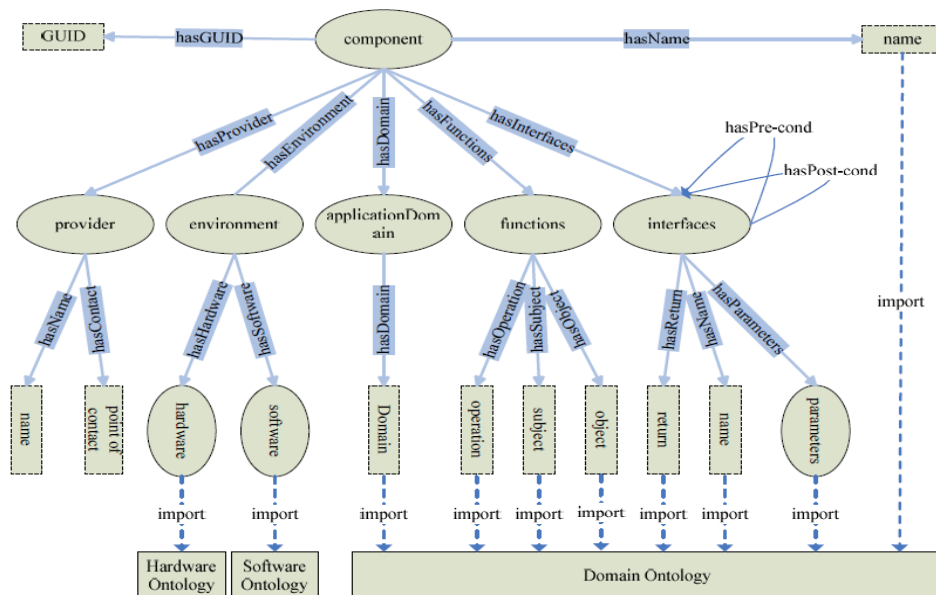 GUID
hasGUID
component
hasName
name
hasProvider
hasEnvironment
hasDomain
hasFunctions
hasInterfaces
hasPre-cond
hasPost-cond
provider
environment
applicationDom
ain
functions
interfaces
hasName
hasContact
hasHardware
hasSoftware
hasDomain
hasOperation
hasSubject
hasObject
hasReturn
hasName
hasParameters
import
name
point of
contact
hardware
software
Domain
operation
subject
object
return
name
parameters
import
import
import
import
import
import
import
import
import
Hardware
Ontology
Software
Ontology
Domain Ontology